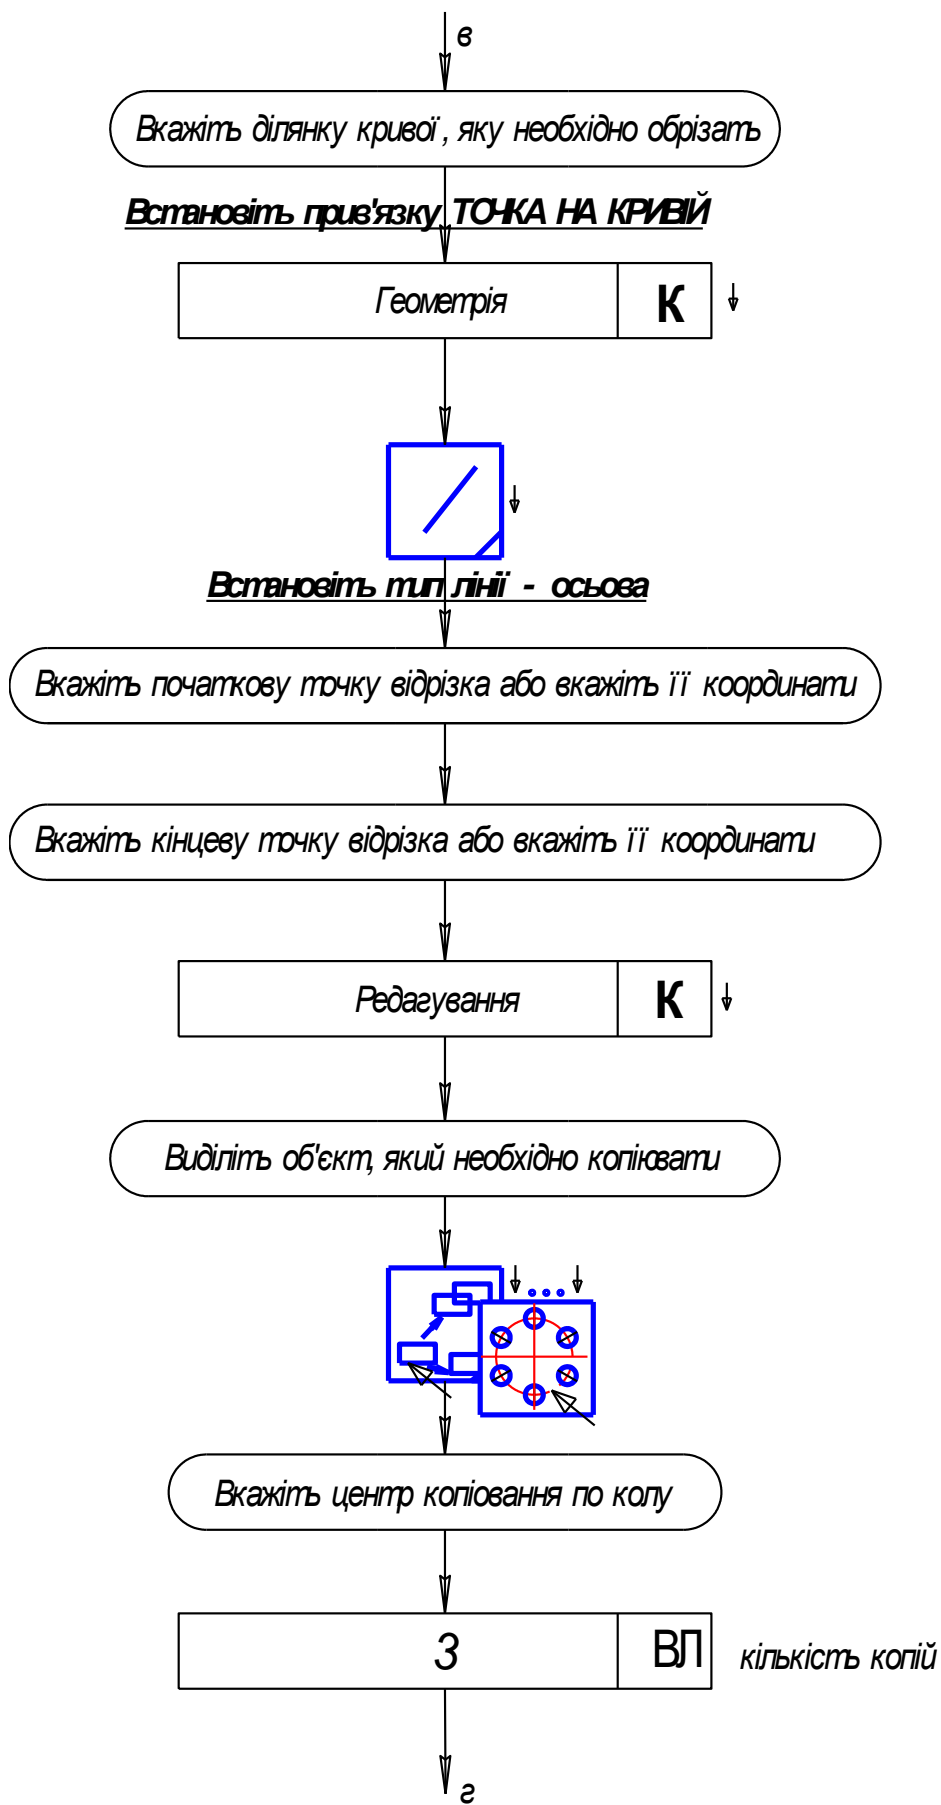 в
Вкажіть ділянку кривої, яку необхідно обрізать
Встановіть прив'язку ТОЧКА НА КРИВІЙ
Геометрія К
Встановіть тип лінії - осьова
Вкажіть початкову точку відрізка або вкажіть її координати
Вкажіть кінцеву точку відрізка або вкажіть її координати
Редагування К
Виділіть об'єкт, який необхідно копіювати
Вкажіть центр копіовання по колу
3 ВЛ кількість копій
г